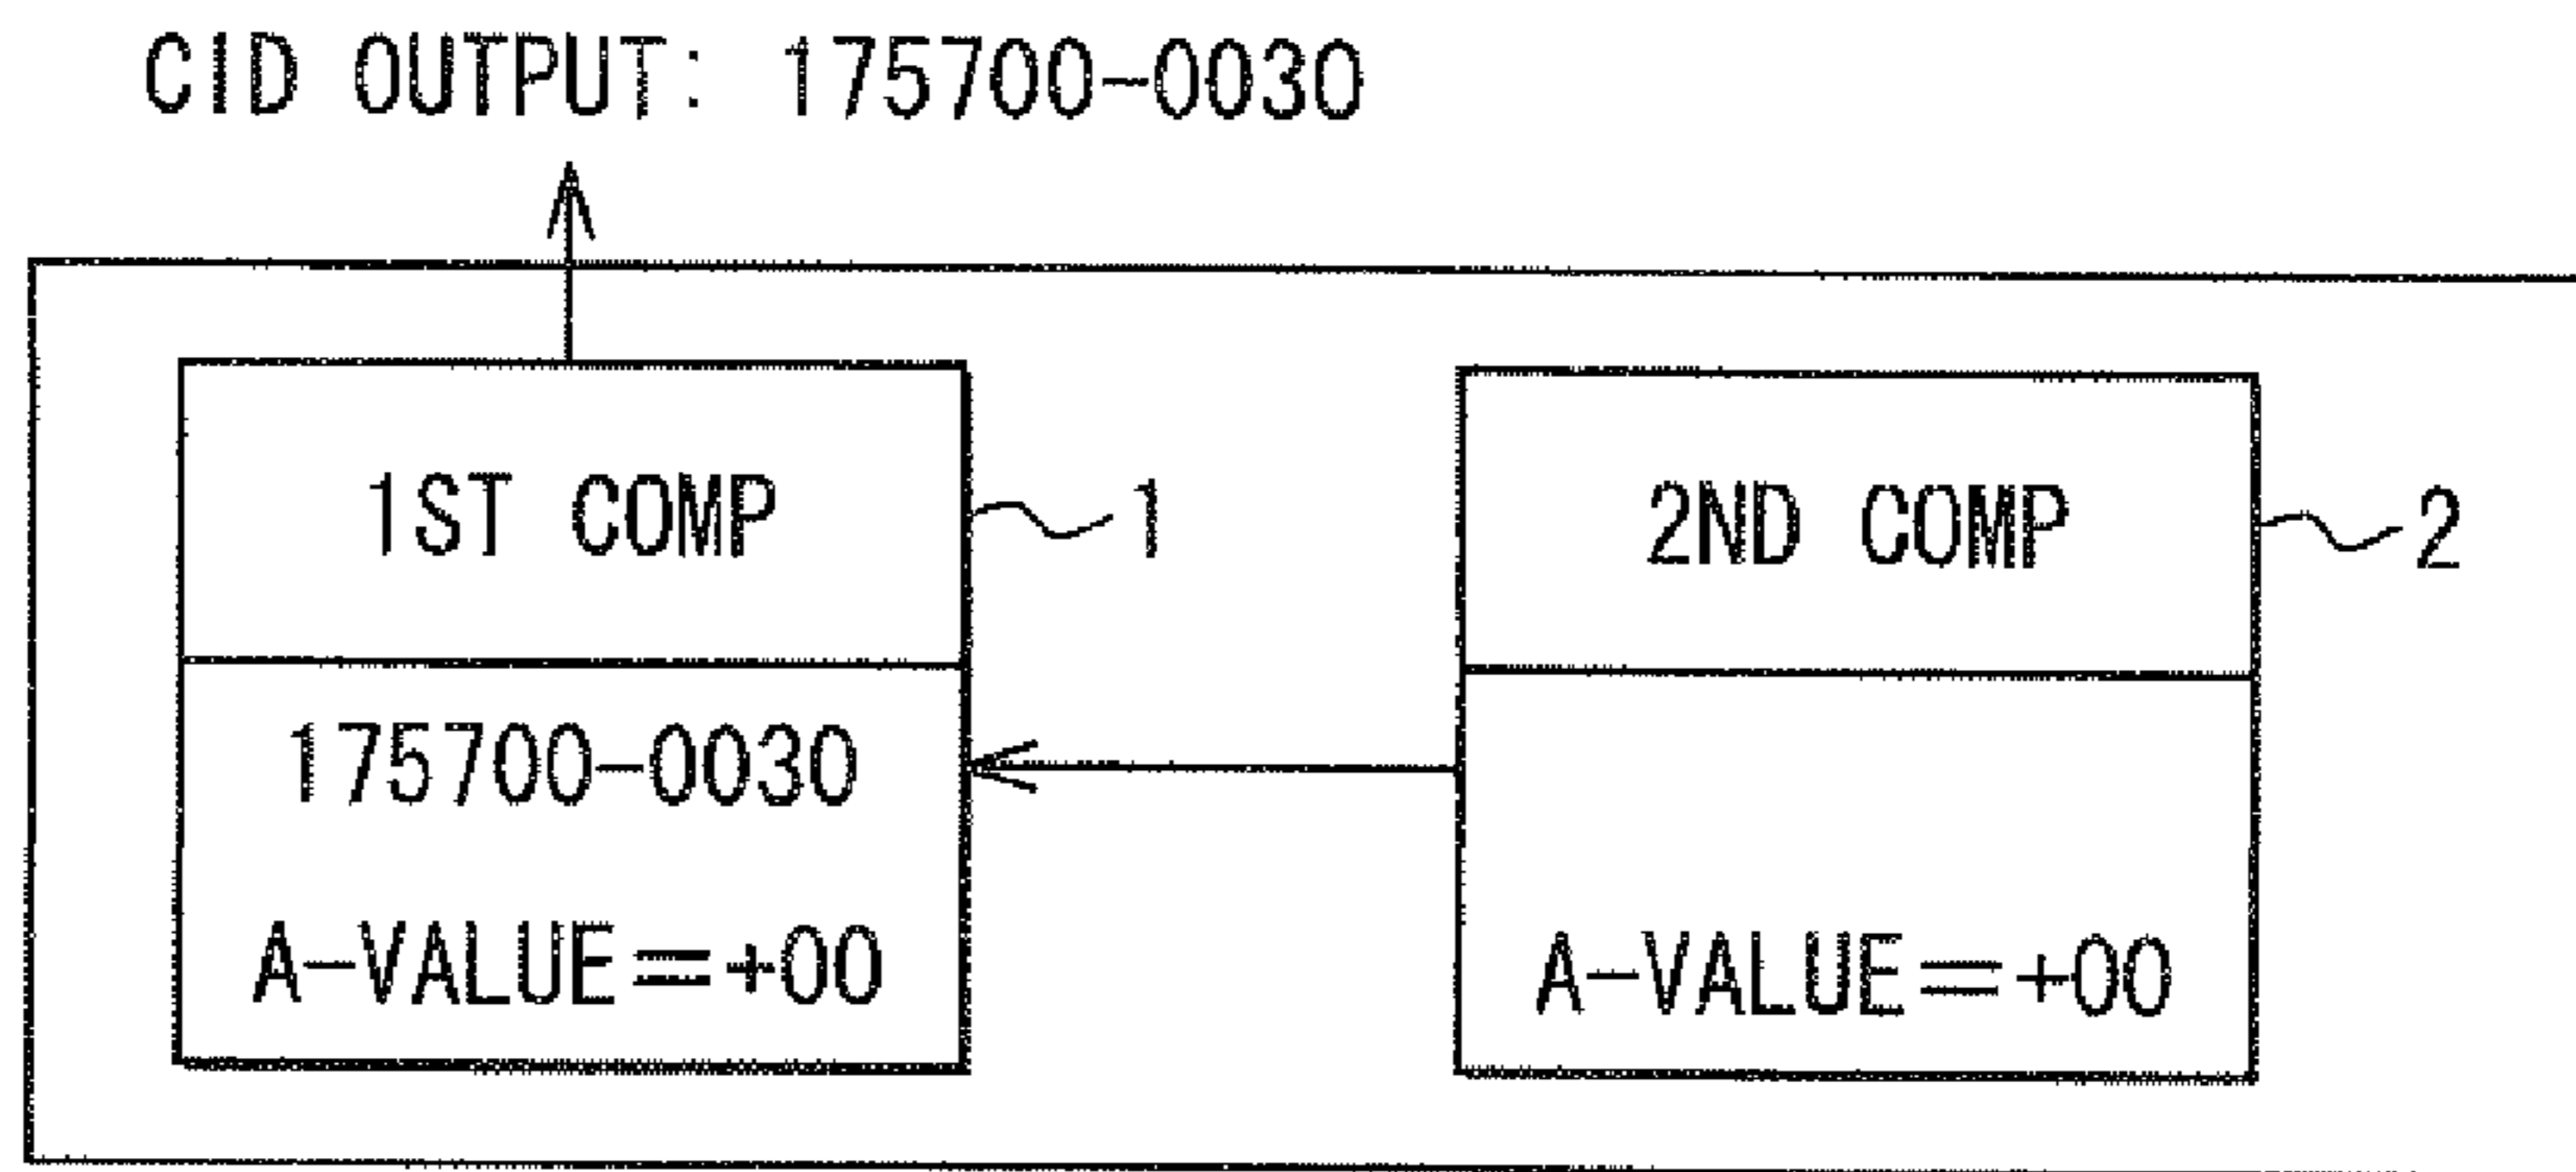 CID OUTPUT: 175700-0030
1ST COMP
1
2ND COMP
2
175700-0030
A-VALUE=+00
A-VALUE=+00